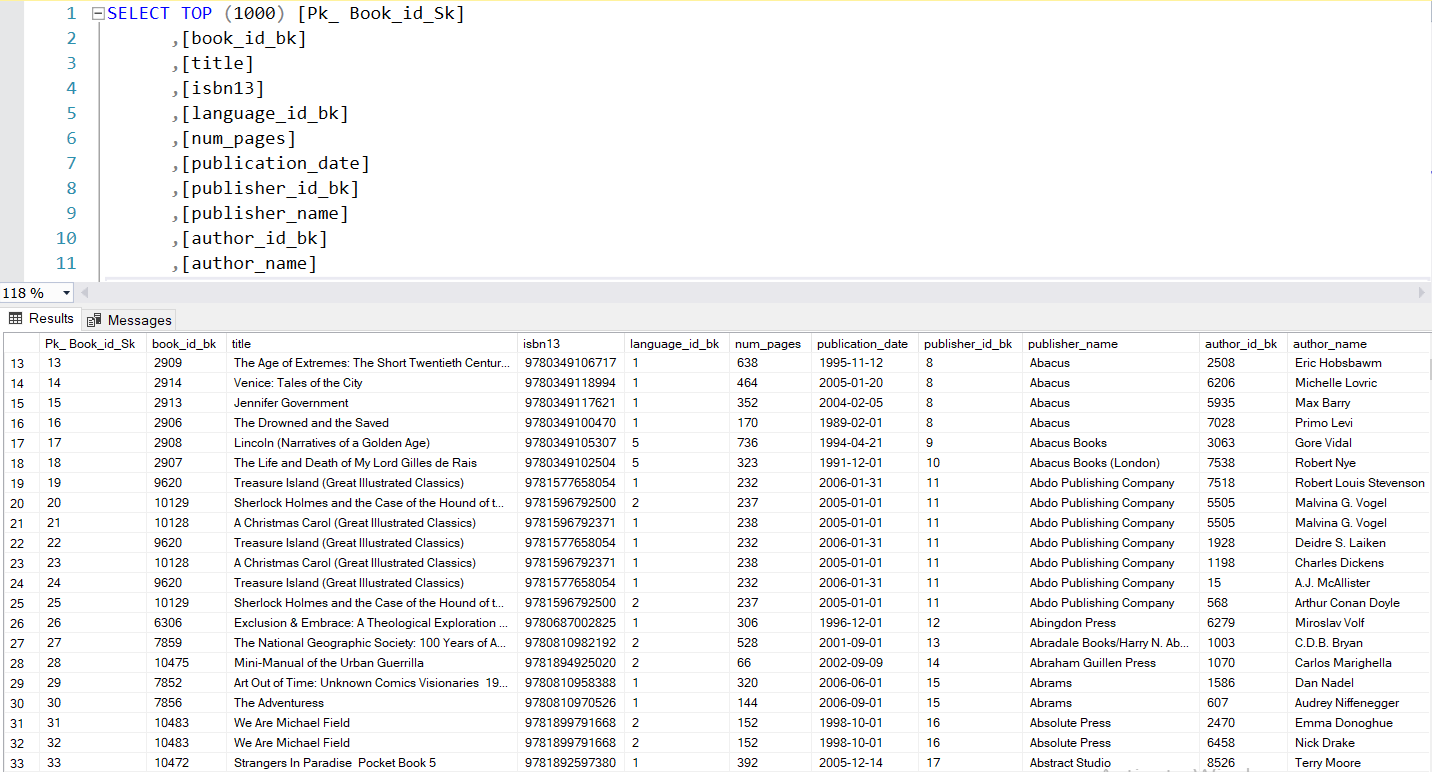 1 SELECT TOP (1000) [Pk_ Book_id_Sk]
2 ,[book_id_bk]
3 ,[title]
4 ,[isbn13]
5 ,[language_id_bk]
6 ,[num_pages]
7 ,[publication_date]
8 ,[publisher_id_bk]
9 ,[publisher_name]
10 ,[author_id_bk]
11 ,[author_name]
118 %
Results Messages
Pk_ Book_id_Sk book_id_bk title isbn13 language_id_bk num_pages publication_date publisher_id_bk publisher_name author_id_bk author_name
13 13 2909 The Age of Extremes: The Short Twentieth Centur... 9780349106717 1 638 1995-11-12 8 Abacus 2508 Eric Hobsbawm
14 14 2914 Venice: Tales of the City 9780349118994 1 464 2005-01-20 8 Abacus 6206 Michelle Lovric
15 15 2913 Jennifer Government 9780349117621 1 352 2004-02-05 8 Abacus 5935 Max Barry
16 16 2906 The Drowned and the Saved 9780349100470 1 170 1989-02-01 8 Abacus 7028 Primo Levi
17 17 2908 Lincoln (Narratives of a Golden Age) 9780349105307 5 736 1994-04-21 9 Abacus Books 3063 Gore Vidal
18 18 2907 The Life and Death of My Lord Gilles de Rais 9780349102504 5 323 1991-12-01 10 Abacus Books (London) 7538 Robert Nye
19 19 9620 Treasure Island (Great Illustrated Classics) 9781577658054 1 232 2006-01-31 11 Abdo Publishing Company 7518 Robert Louis Stevenson
20 20 10129 Sherlock Holmes and the Case of the Hound of t... 9781596792500 2 237 2005-01-01 11 Abdo Publishing Company 5505 Malvina G. Vogel
21 21 10128 A Christmas Carol (Great Illustrated Classics) 9781596792371 1 238 2005-01-01 11 Abdo Publishing Company 5505 Malvina G. Vogel
22 22 9620 Treasure Island (Great Illustrated Classics) 9781577658054 1 232 2006-01-31 11 Abdo Publishing Company 1928 Deidre S. Laiken
23 23 10128 A Christmas Carol (Great Illustrated Classics) 9781596792371 1 238 2005-01-01 11 Abdo Publishing Company 1198 Charles Dickens
24 24 9620 Treasure Island (Great Illustrated Classics) 9781577658054 1 232 2006-01-31 11 Abdo Publishing Company 15 A.J. McAllister
25 25 10129 Sherlock Holmes and the Case of the Hound of t... 9781596792500 2 237 2005-01-01 11 Abdo Publishing Company 568 Arthur Conan Doyle
26 26 6306 Exclusion & Embrace: A Theological Exploration ... 9780687002825 1 306 1996-12-01 12 Abingdon Press 6279 Miroslav Volf
27 27 7859 The National Geographic Society: 100 Years of A... 9780810982192 2 528 2001-09-01 13 Abradale Books/Harry N. Ab... 1003 C.D.B. Bryan
28 28 10475 Mini-Manual of the Urban Guerrilla 9781894925020 2 66 2002-09-09 14 Abraham Guillen Press 1070 Carlos Marighella
29 29 7852 Art Out of Time: Unknown Comics Visionaries 19... 9780810958388 1 320 2006-06-01 15 Abrams 1586 Dan Nadel
30 30 7856 The Adventuress 9780810970526 1 144 2006-09-01 15 Abrams 607 Audrey Niffenegger
31 31 10483 We Are Michael Field 9781899791668 2 152 1998-10-01 16 Absolute Press 2470 Emma Donoghue
32 32 10483 We Are Michael Field 9781899791668 2 152 1998-10-01 16 Absolute Press 6458 Nick Drake
33 33 10472 Strangers In Paradise Pocket Book 5 9781892597380 1 392 2005-12-14 17 Abstract Studio 8526 Terry Moore